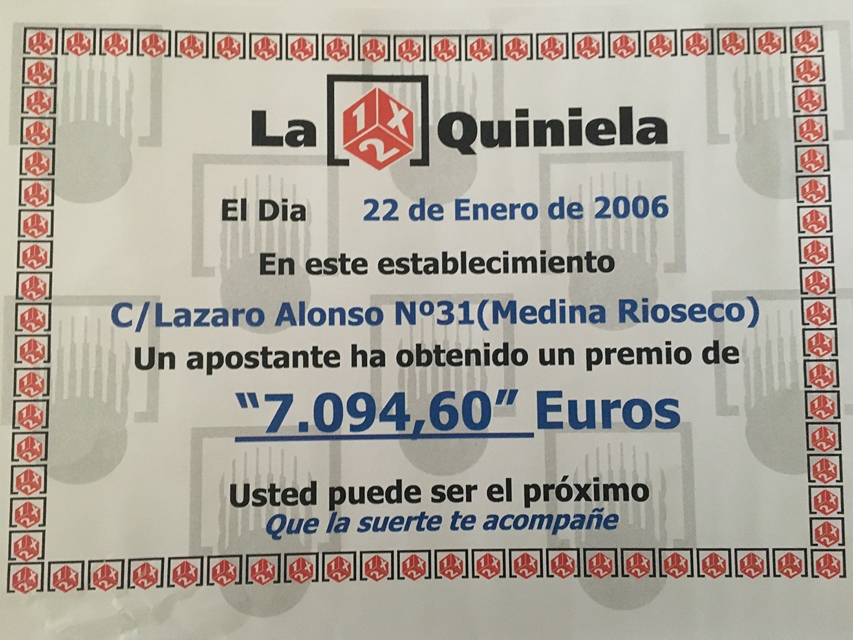 La 1X2 Quiniela
El Dia 22 de Enero de 2006
En este establecimiento
C/Lazaro Alonso Nº31(Medina Rioseco)
Un apostante ha obtenido un premio de
“7.094,60” Euros
Usted puede ser el próximo
Que la suerte te acompañe